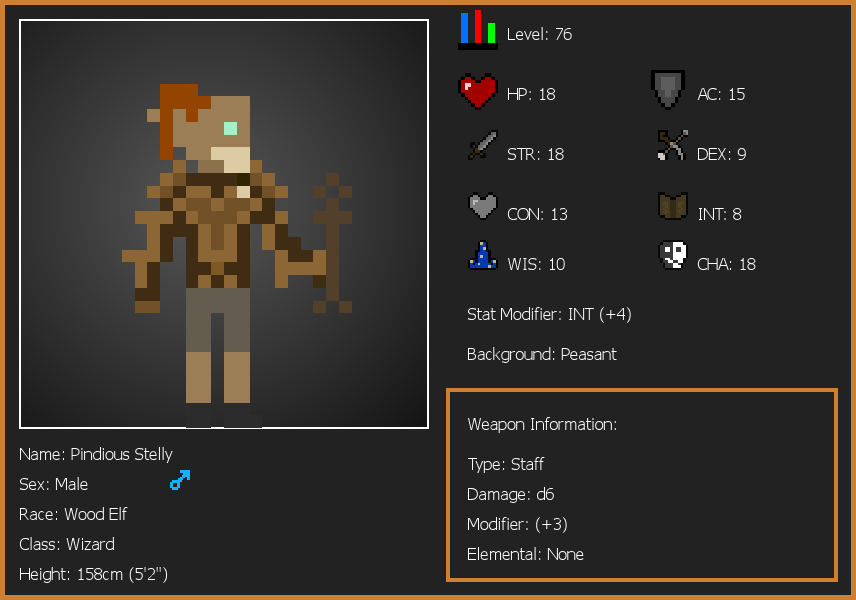 Level: 76
HP: 18
AC: 15
STR: 18
DEX: 9
CON: 13
INT: 8
WIS: 10
CHA: 18
Stat Modifier: INT (+4)
Background: Peasant
Weapon Information:
Type: Staff
Damage: d6
Modifier: (+3)
Elemental: None
Name: Pindious Stelly
Sex: Male
Race: Wood Elf
Class: Wizard
Height: 158cm (5'2")